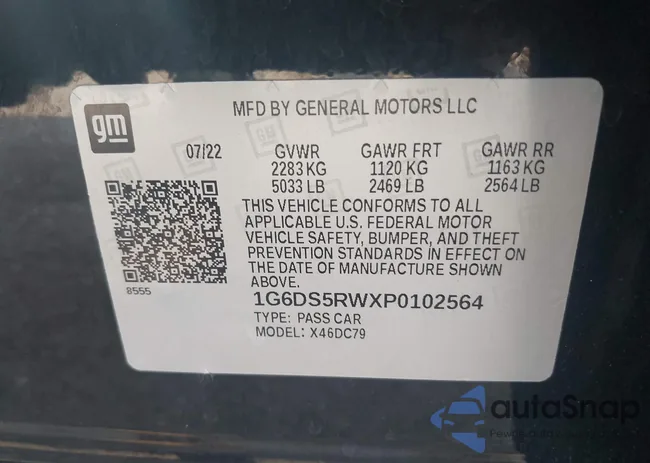 MFD BY GENERAL MOTORS LLC
gm
07/22 GVWR GAWR FRT GAWR RR
2283 KG 1120 KG 1163 KG
5033 LB 2469 LB 2564 LB
THIS VEHICLE CONFORMS TO ALL
APPLICABLE U.S. FEDERAL MOTOR
VEHICLE SAFETY, BUMPER, AND THEFT
PREVENTION STANDARDS IN EFFECT ON
THE DATE OF MANUFACTURE SHOWN
ABOVE.
8555
1G6DS5RWXP0102564
TYPE: PASS CAR
MODEL: X46DC79
autoSnap